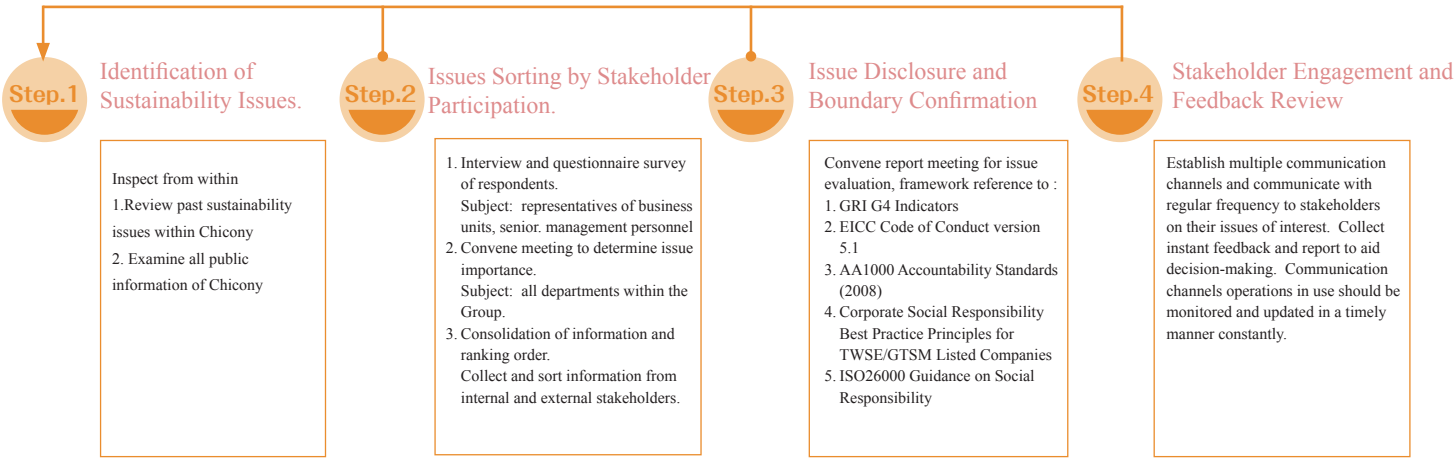 Step.1
Identification of
Sustainability Issues.
Inspect from within
1.Review past sustainability
issues within Chicony
2. Examine all public
information of Chicony
Step.2
Issues Sorting by Stakeholder
Participation.
1. Interview and questionnaire survey
of respondents.
Subject: representatives of business
units, senior. management personnel
2. Convene meeting to determine issue
importance.
Subject: all departments within the
Group.
3. Consolidation of information and
ranking order.
Collect and sort information from
internal and external stakeholders.
Step.3
Issue Disclosure and
Boundary Confirmation
Convene report meeting for issue
evaluation, framework reference to :
1. GRI G4 Indicators
2. EICC Code of Conduct version
5.1
3. AA1000 Accountability Standards
(2008)
4. Corporate Social Responsibility
Best Practice Principles for
TWSE/GTSM Listed Companies
5. ISO26000 Guidance on Social
Responsibility
Step.4
Stakeholder Engagement and
Feedback Review
Establish multiple communication
channels and communicate with
regular frequency to stakeholders
on their issues of interest. Collect
instant feedback and report to aid
decision-making. Communication
channels operations in use should be
monitored and updated in a timely
manner constantly.